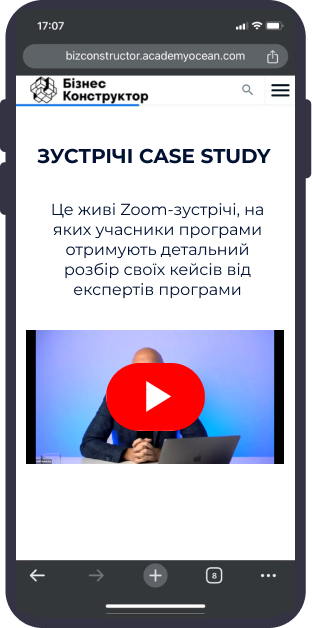 17:07
bizconstructor.academyocean.com
Бізнес
Конструктор
ЗУСТРІЧІ CASE STUDY
Це живі Zoom-зустрічі, на
яких учасники програми
отримують детальний
розбір своїх кейсів від
експертів програми
8